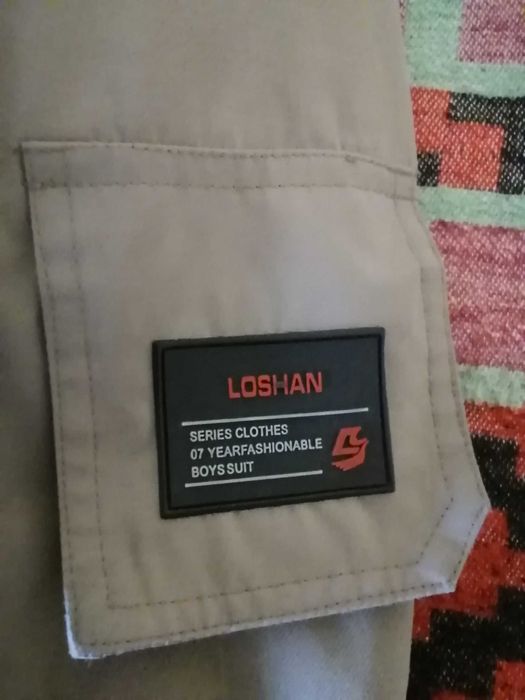 LOSHAN
SERIES CLOTHES
07 YEARFASHIONABLE
BOYS SUIT